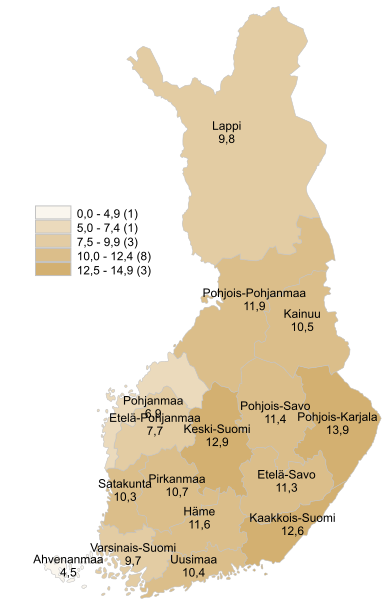 Lappi
9,8
0,0 - 4,9 (1)
5,0 - 7,4 (1)
7,5 - 9,9 (3)
10,0 - 12,4 (8)
12,5 - 14,9 (3)
Pohjois-Pohjanmaa
11,9
Kainuu
10,5
Pohjanmaa
6,9
Etelä-Pohjanmaa
7,7
Keski-Suomi
12,9
Pohjois-Savo
11,4
Pohjois-Karjala
13,9
Satakunta
10,3
Pirkanmaa
10,7
Etelä-Savo
11,3
Häme
11,6
Kaakkois-Suomi
12,6
Ahvenanmaa
4,5
Varsinais-Suomi
9,7
Uusimaa
10,4